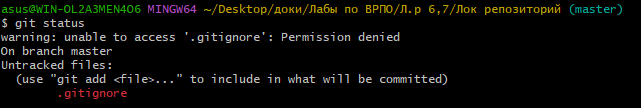 asus@WIN-OL2A3MEN4O6 MINGW64 ~/Desktop/доки/Лабы по ВРПО/Л.р 6,7/Лок репозиторий (master)
$ git status
warning: unable to access '.gitignore': Permission denied
On branch master
Untracked files:
  (use "git add <file>..." to include in what will be committed)
        .gitignore